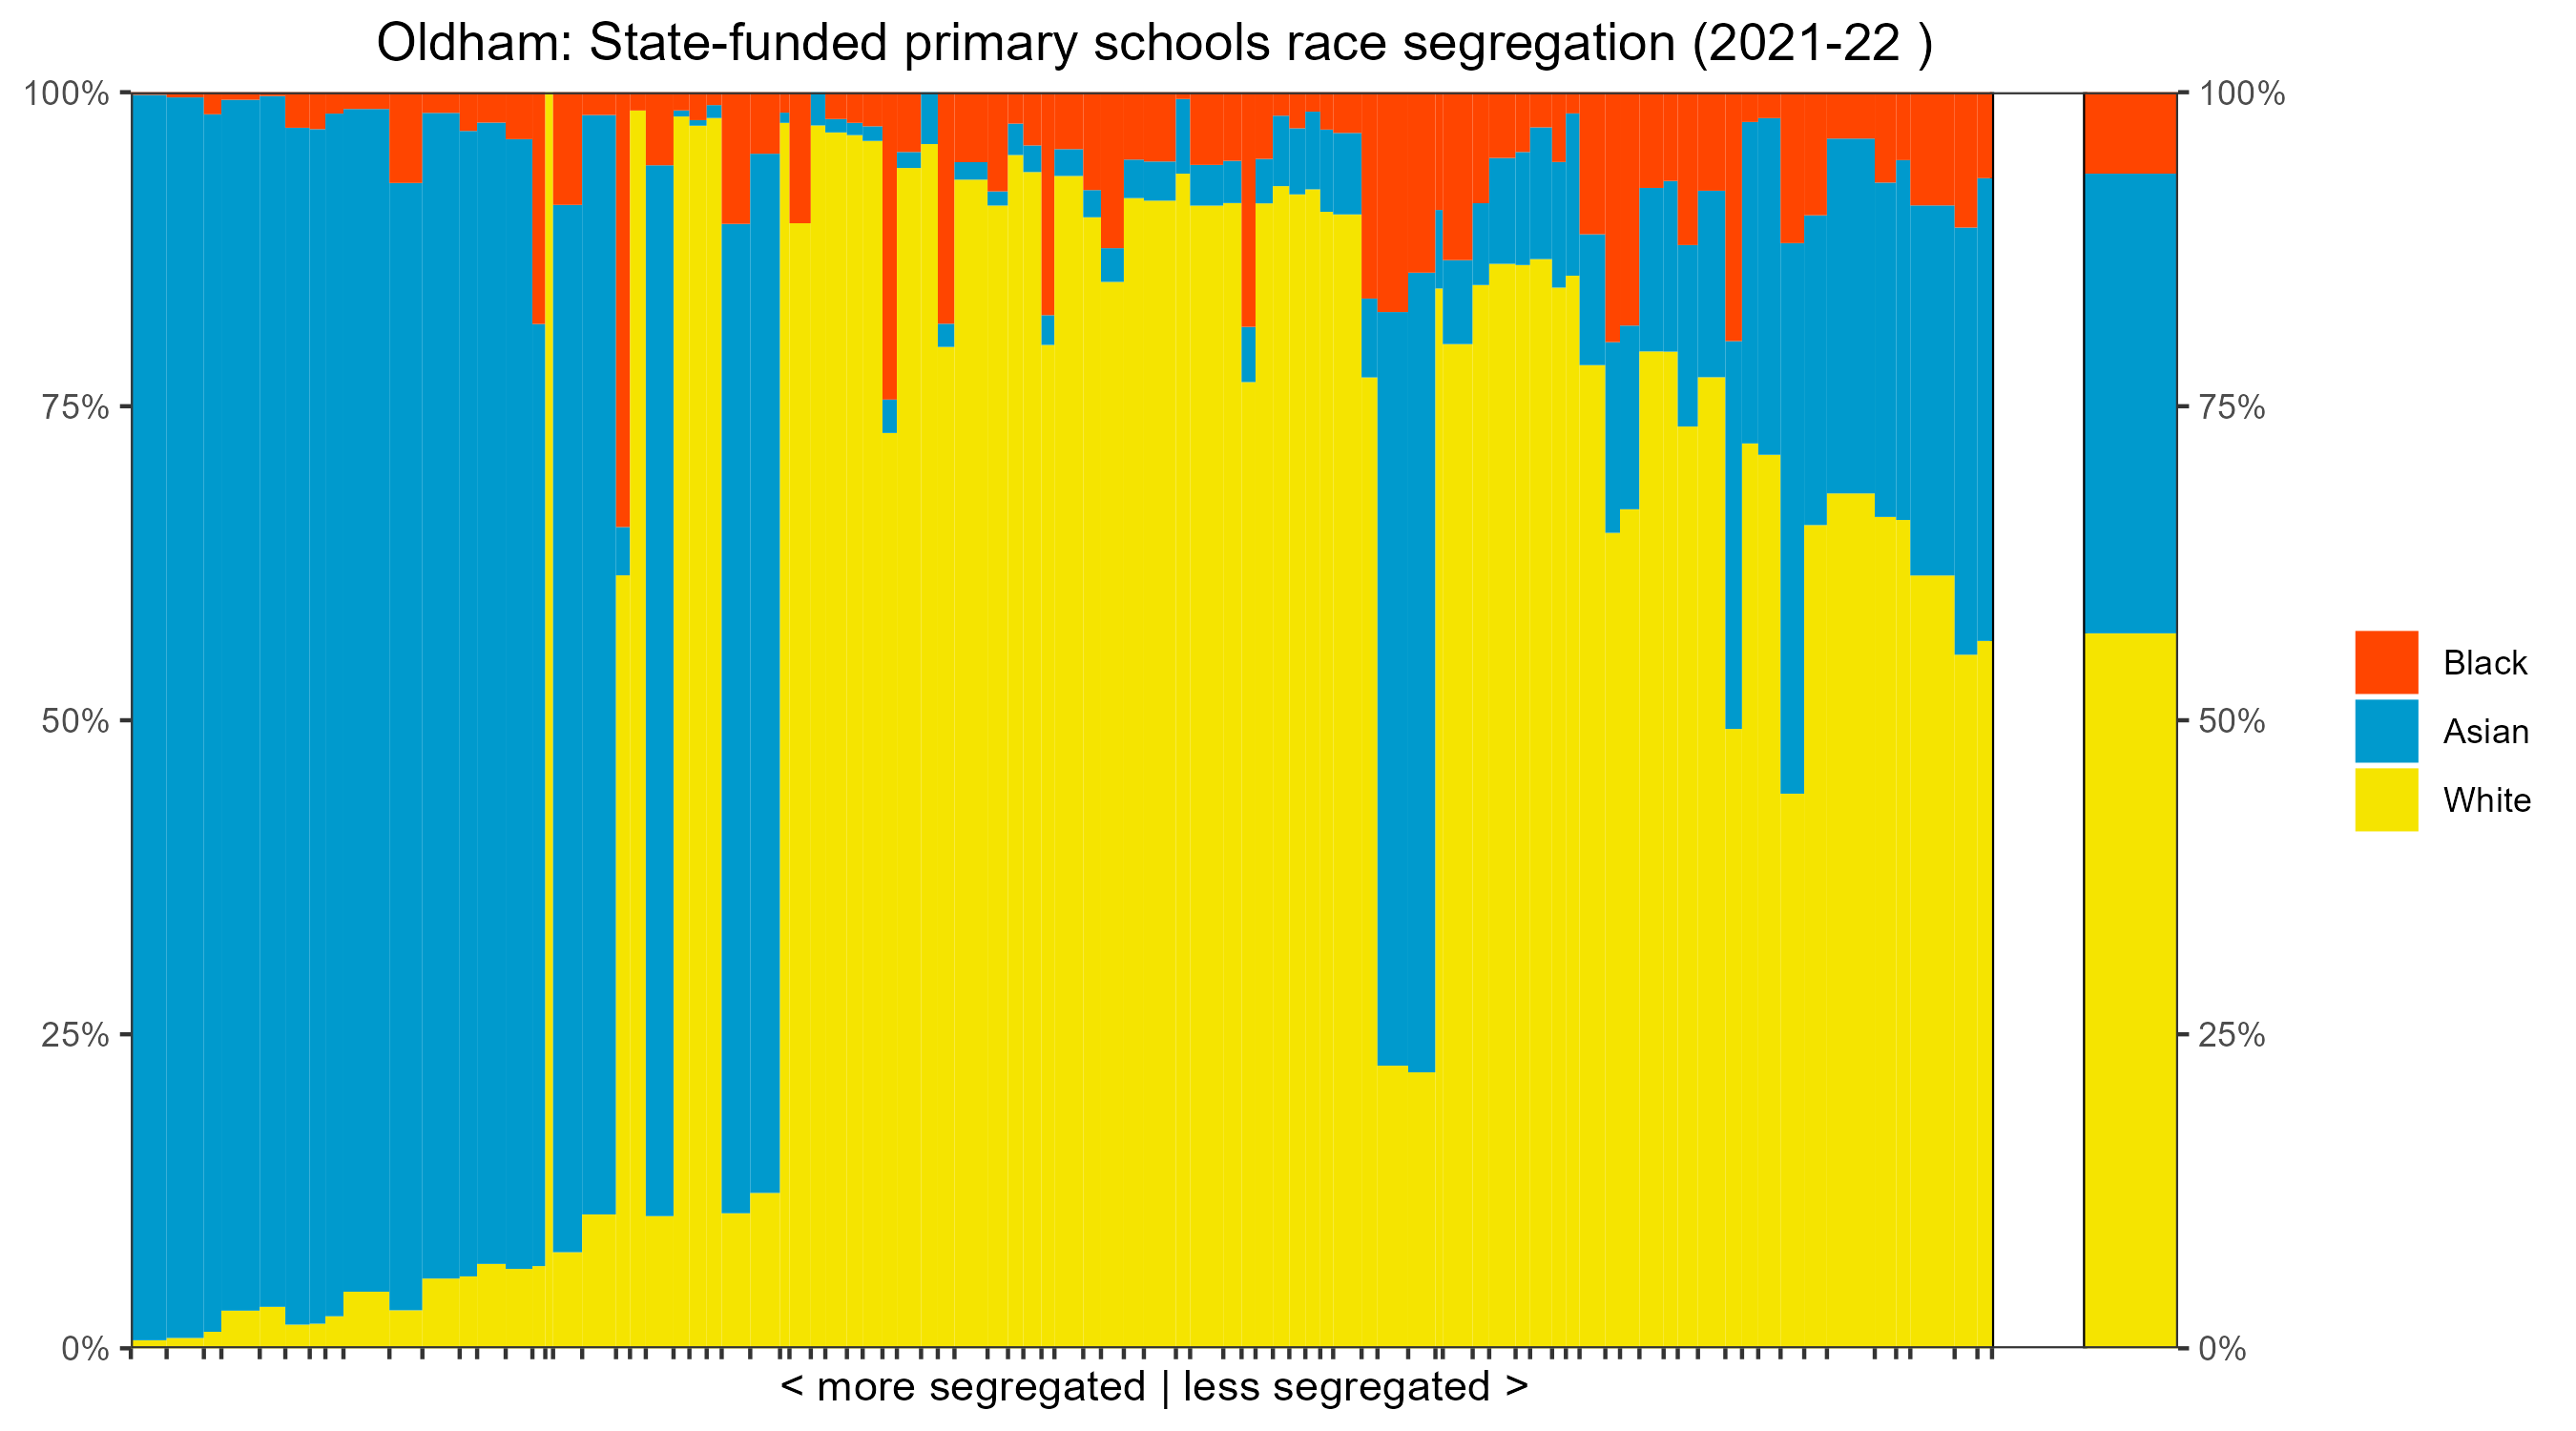 Oldham: State-funded primary schools race segregation (2021-22 )
100%
75%
50%
25%
0%
100%
75%
50%
25%
0%
Black
Asian
White
< more segregated | less segregated >